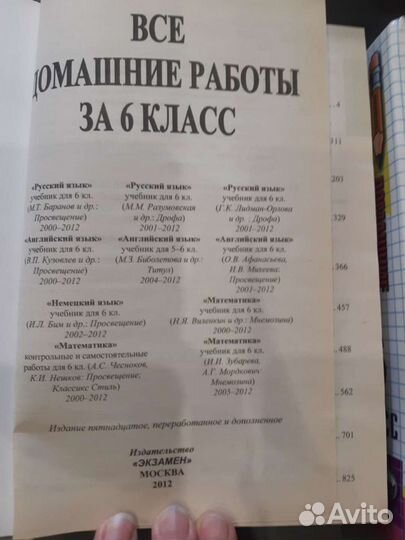 ВСЕ
ДОМАШНИЕ РАБОТЫ
ЗА 6 КЛАСС
«Русский язык»
учебник для 6 кл.
(М.Т. Баранов и др.:
Просвещение)
2000–2012
«Русский язык»
учебник для 6 кл.
(М.М. Разумовская
и др.: Дрофа)
2001–2012
«Русский язык»
учебник для 6 кл.
(Г.К. Лидман-Орлова
и др. : Дрофа)
2001–2012
«Английский язык»
учебник для 6 кл.
(В.П. Кузовлев и др.:
Просвещение)
2000–2012
«Английский язык»
учебник для 5–6 кл.
(М.З. Биболетова и др.:
Титул)
2004–2012
«Английский язык»
учебник для 6 кл.
(О.В. Афанасьева,
И.В. Михеева:
Просвещение)
2001–2012
«Немецкий язык»
учебник для 6 кл.
(И.Л. Бим и др.: Просвещение)
2002–2012
«Математика»
учебник для 6 кл.
(Н.Я. Виленкин и др.: Мнемозина)
2000–2012
«Математика»
контрольные и самостоятельные
работы для 6 кл. (А.С. Чесноков,
К.И. Нешков: Просвещение;
Классикс Стиль)
2000–2012
«Математика»
учебник для 6 кл.
(И.И. Зубарева,
А.Г. Мордкович
Мнемозина)
2005–2012
Издание пятнадцатое, переработанное и дополненное
Издательство
«ЭКЗАМЕН»
МОСКВА
2012
4
311
203
329
366
457
488
562
701
825
Avito